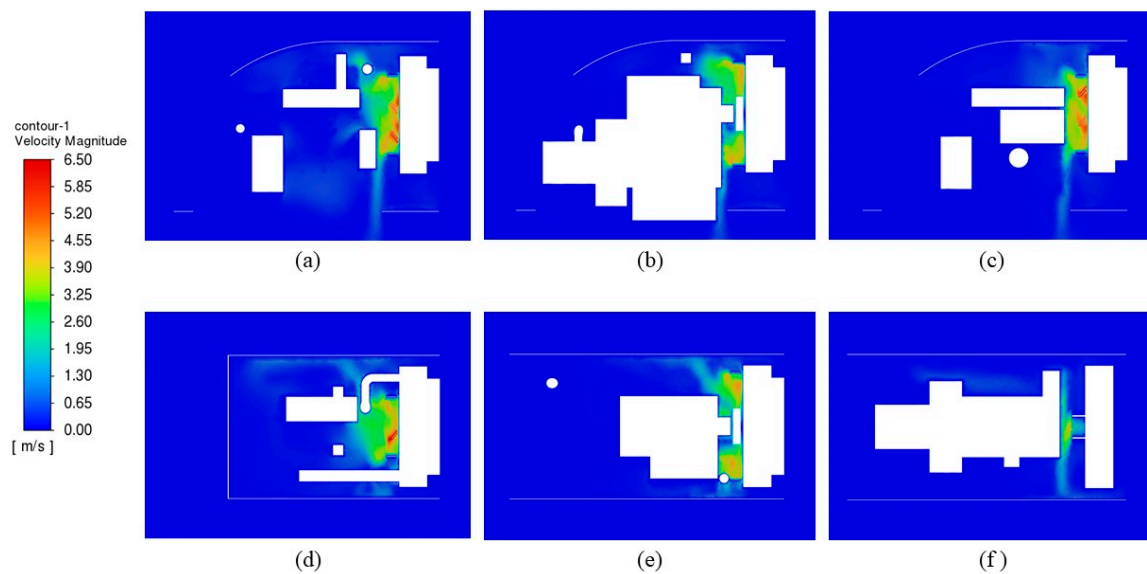 contour-1
Velocity Magnitude
6.50
5.85
5.20
4.55
3.90
3.25
2.60
1.95
1.30
0.65
0.00
[ m/s ]
(a)
(b)
(c)
(d)
(e)
(f )